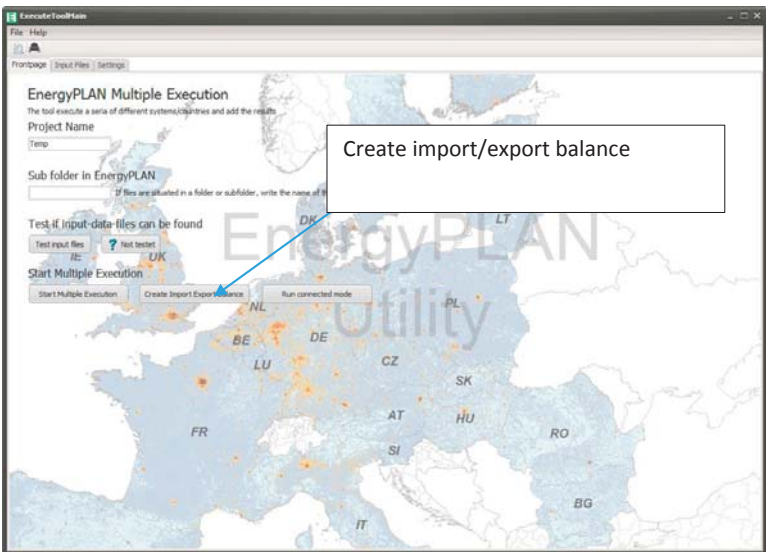 ExecuteToolMain
File Help
Frontpage Input Files Settings
EnergyPLAN Multiple Execution
The tool execute a seria of different systems/countries and add the results
Project Name
Temp
Create import/export balance
Sub folder in EnergyPLAN
If files are situated in a folder or subfolder, write the name of th
Test if input-data-files can be found
Test input files ? Not testet
Start Multiple Execution
Start Multiple Execution Create Import Export Balance Run connected mode
EnergyPLAN
Utility
DK
LT
IE
UK
NL
PL
BE
DE
LU
CZ
SK
AT
HU
FR
RO
SI
BG
IT